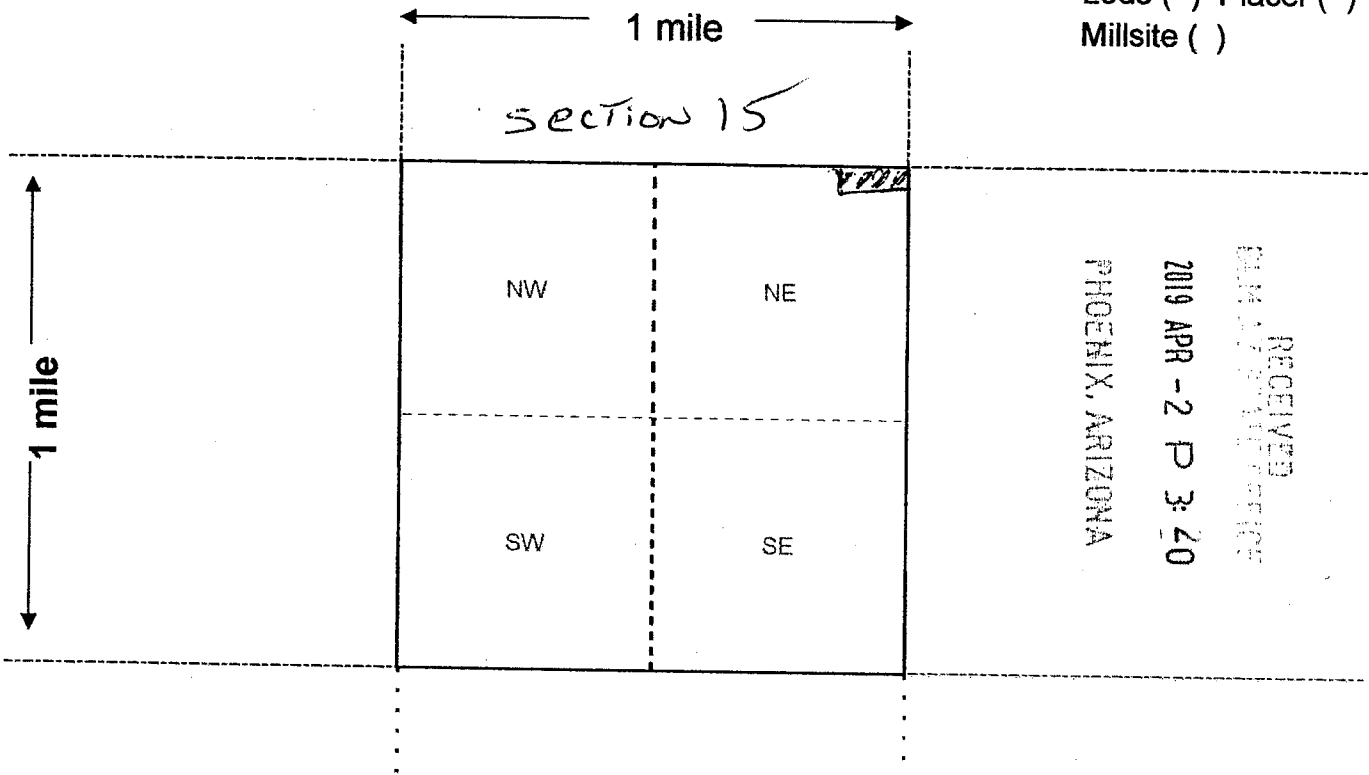 1 mile
Lode ( ) Placer ( )
Millsite ( )
section 15
1 mile
NW
NE
SW
SE
RECEIVED
2019 APR -2 P 3:20
PHOENIX, ARIZONA